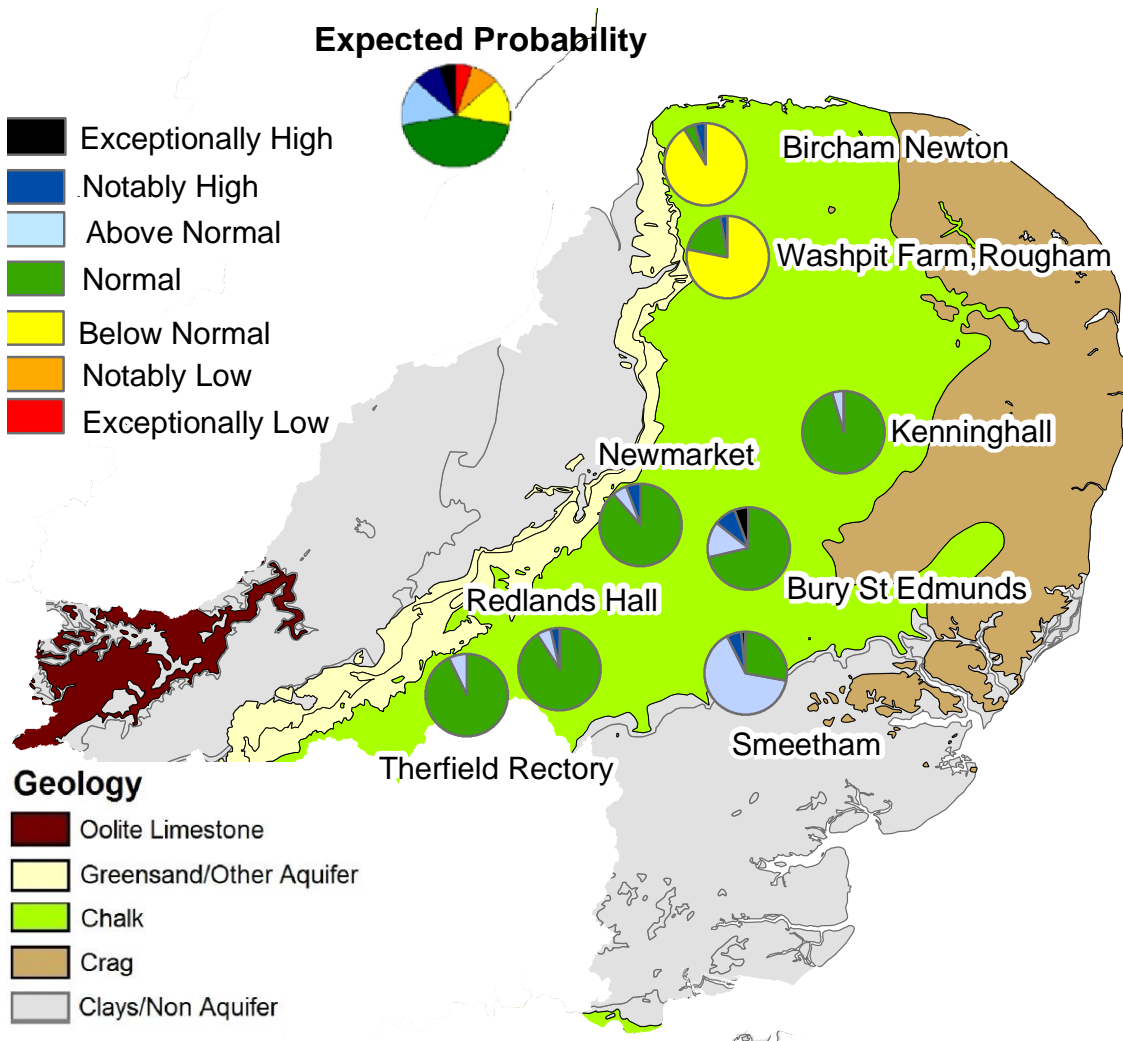 Expected Probability
Exceptionally High
Notably High
Above Normal
Normal
Below Normal
Notably Low
Exceptionally Low
Bircham Newton
Washpit Farm,Rougham
Kenninghall
Newmarket
Bury St Edmunds
Redlands Hall
Smeetham
Therfield Rectory
Geology
Oolite Limestone
Greensand/Other Aquifer
Chalk
Crag
Clays/Non Aquifer